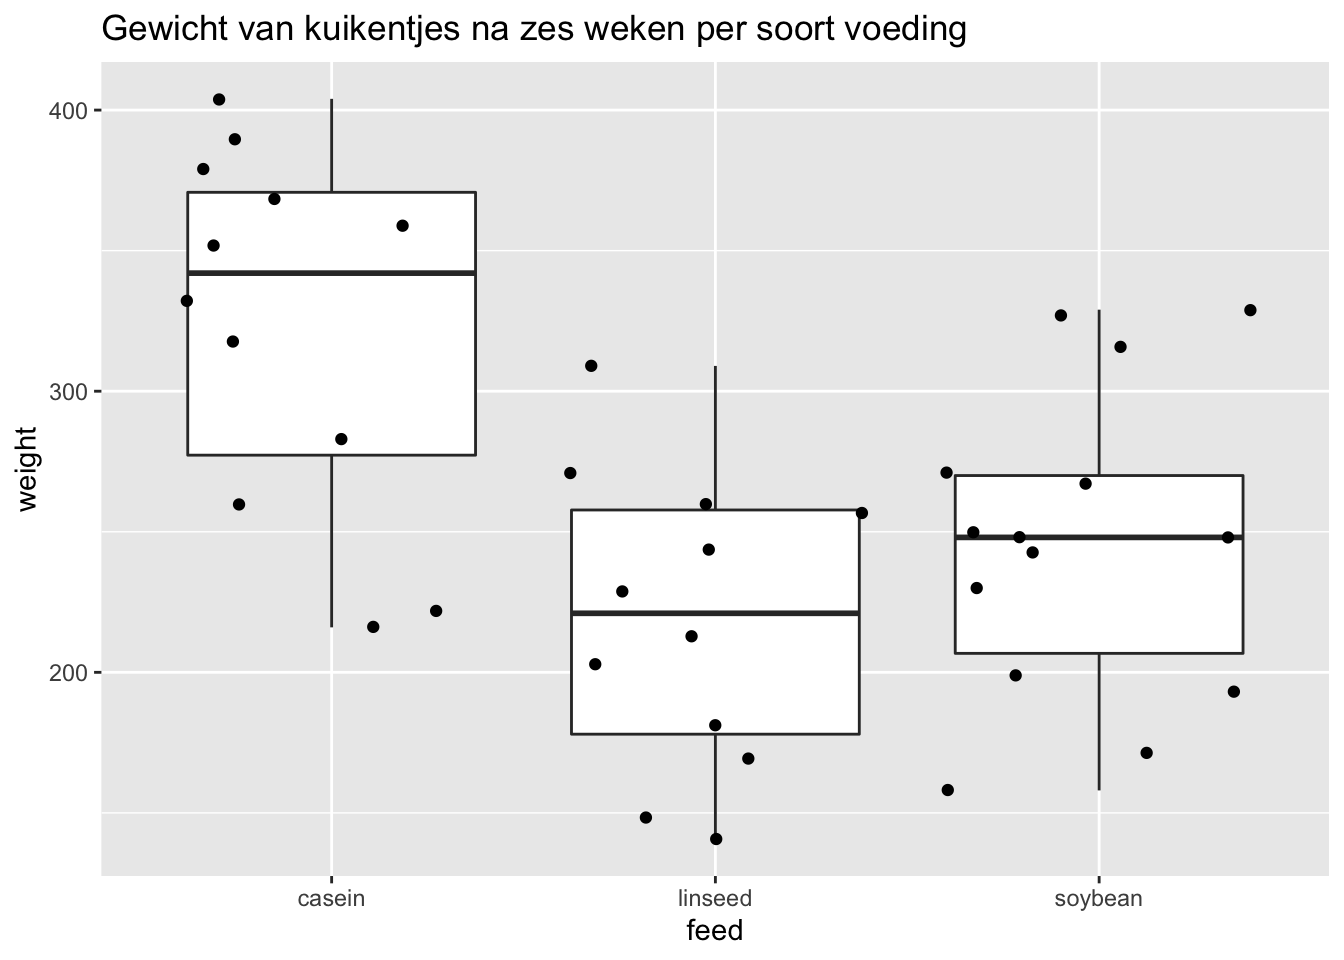 Gewicht van kuikentjes na zes weken per soort voeding
400
300
200
weight
casein
linseed
soybean
feed